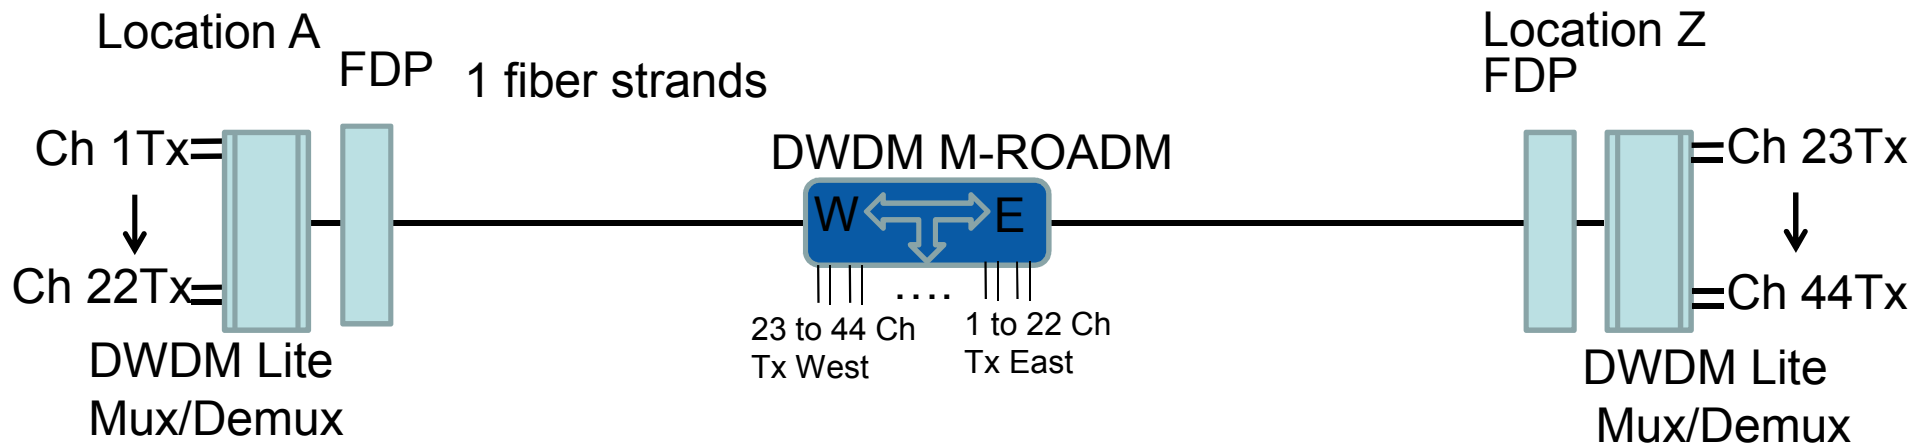 Location A
FDP
1 fiber strands
Location Z
FDP
Ch 1Tx
Ch 22Tx
DWDM M-ROADM
W
E
....
23 to 44 Ch
Tx West
1 to 22 Ch
Tx East
Ch 23Tx
Ch 44Tx
DWDM Lite
Mux/Demux
DWDM Lite
Mux/Demux